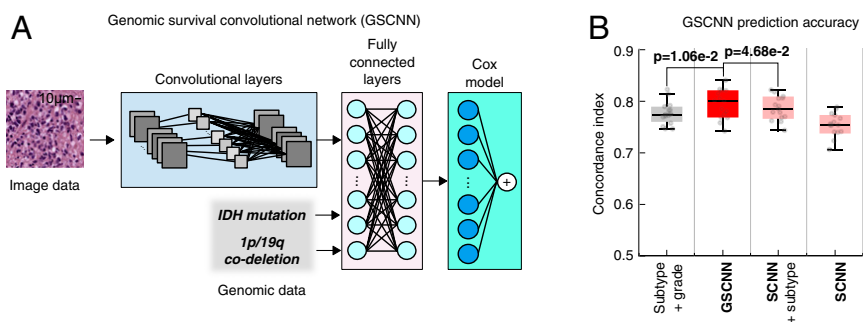 A
Genomic survival convolutional network (GSCNN)
Convolutional layers
Fully
connected
layers
Cox
model
10μm
Image data
IDH mutation
1p/19q
co-deletion
Genomic data
+
B
GSCNN prediction accuracy
p=1.06e-2
p=4.68e-2
Concordance index
0.9
0.8
0.7
0.6
0.5
Subtype
+ grade
GSCNN
SCNN
+ subtype
SCNN